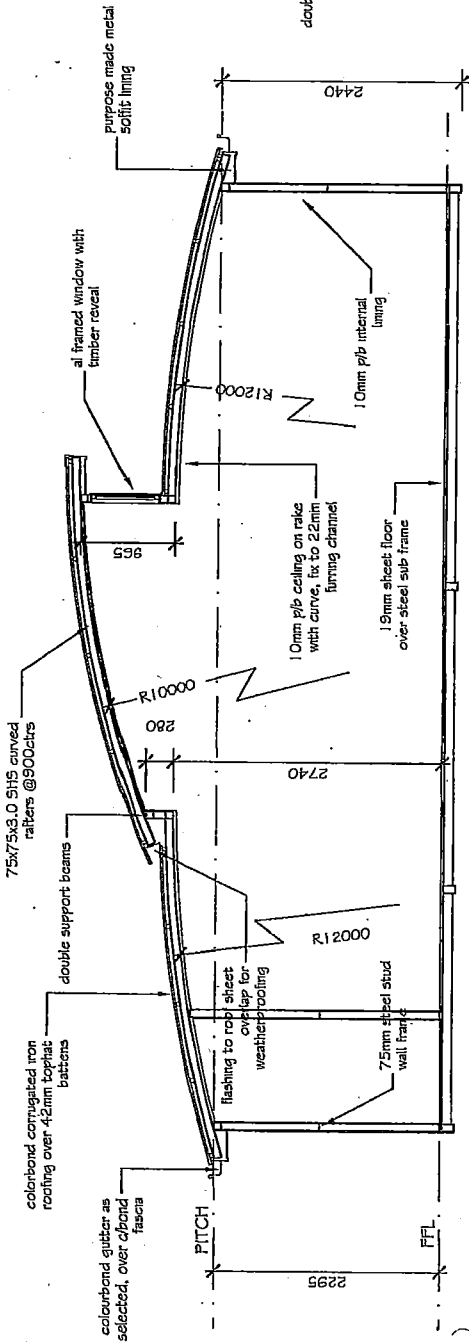 75x75x3.0 SHS curved
rafters @900ctrs
colorbond corrugated iron
roofing over 42mm tophat
battens
double support beams
colourbond gutter as
selected, over c/bond
fascia
al framed window with
timber reveal
purpose made metal
soffit lining
doub
965
R10000
280
R12000
R12000
PITCH
flashing to roof sheet
overlap for
weatherproofing
10mm p/b ceiling on rake
with curve, fix to 22min
furring channel
2740
2440
2295
75mm steel stud
wall frame
10mm p/b internal
lining
19mm sheet floor
over steel sub frame
FFL